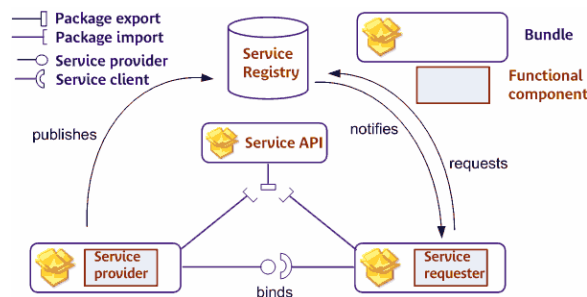 Package export
Package import
Service provider
Service client
Service
Registry
Bundle
Functional
component
publishes
notifies
requests
Service API
Service
provider
Service
requester
binds